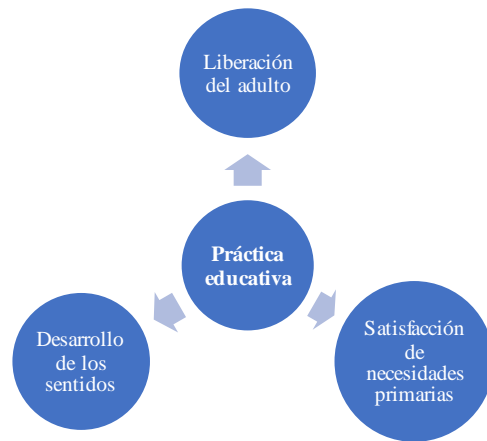 Liberación
del adulto
Práctica
educativa
Desarrollo
de los
sentidos
Satisfacción
de
necesidades
primarias